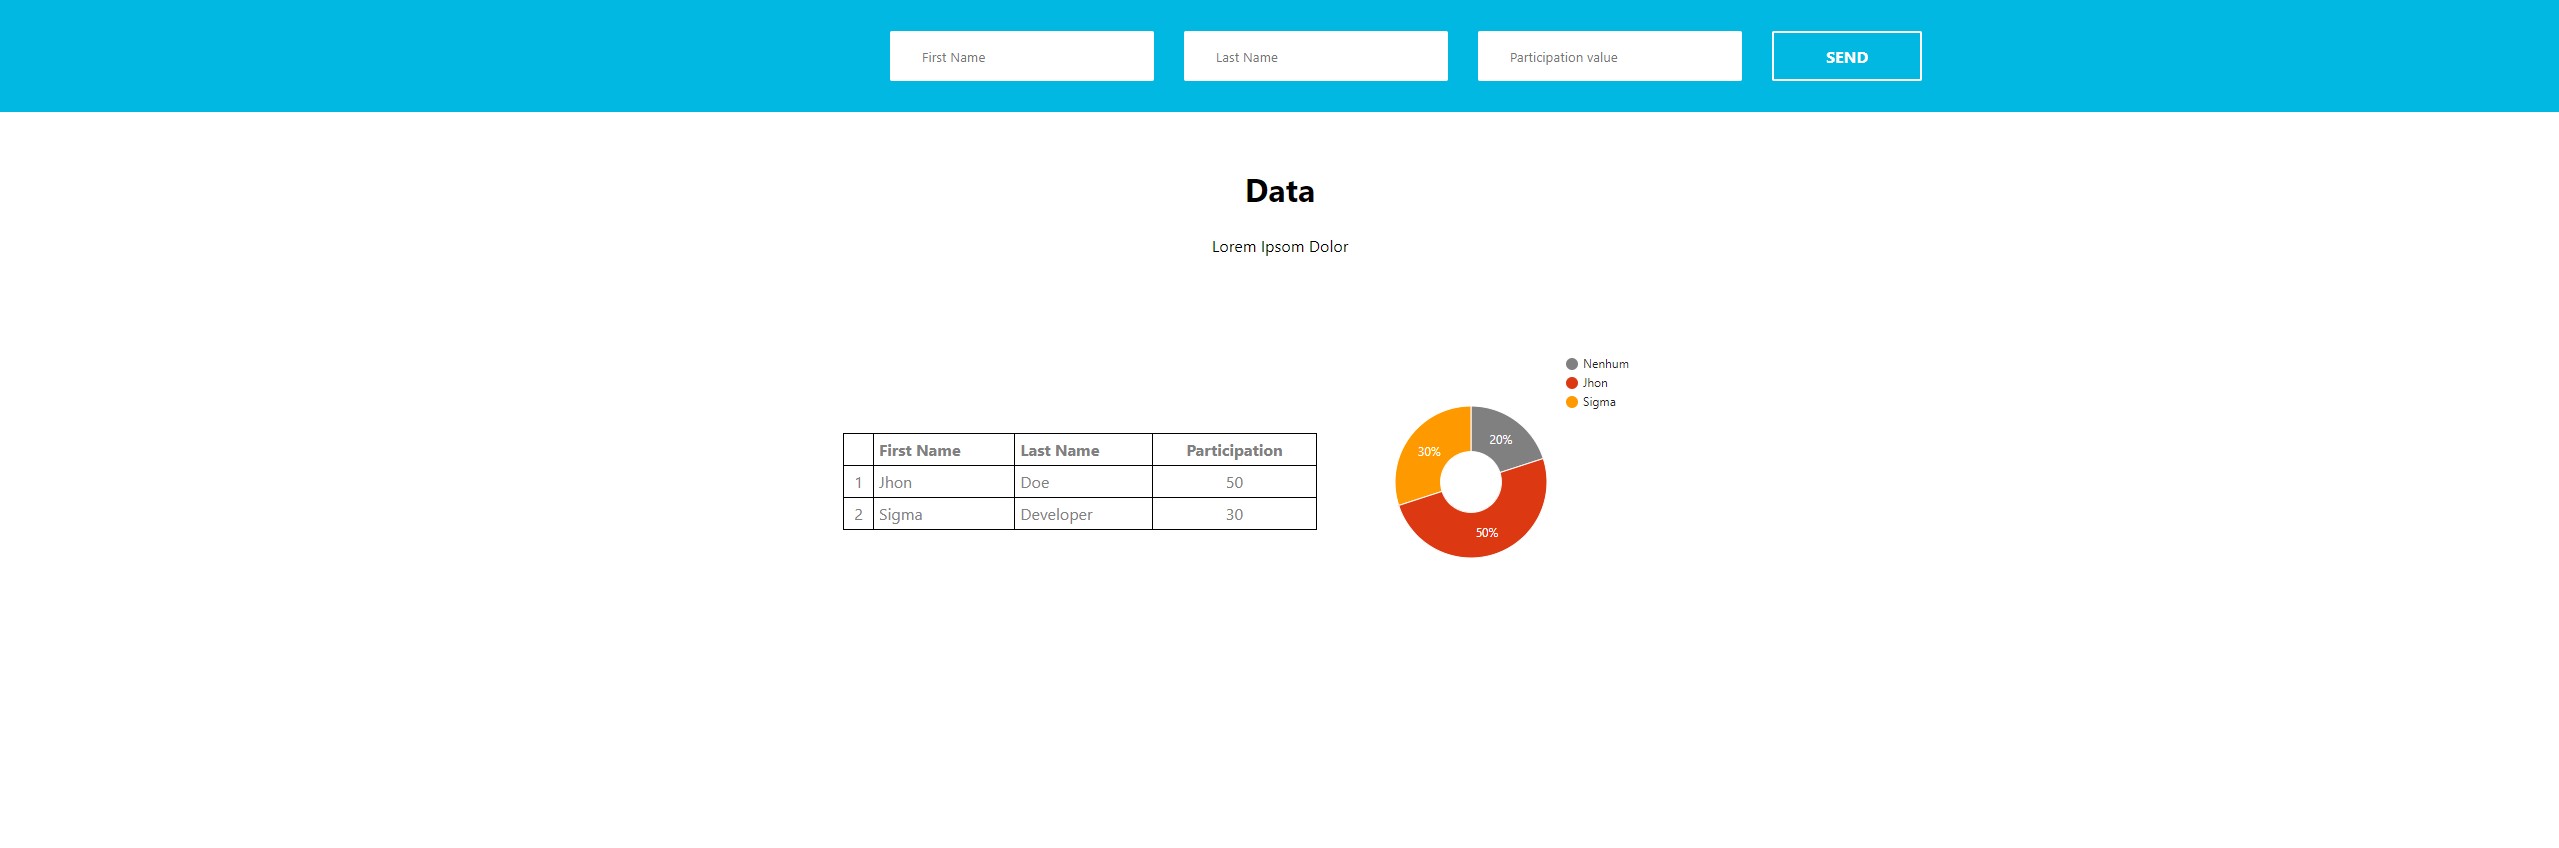 First Name Last Name Participation value SEND
Data
Lorem Ipsom Dolor
Nenhum
Jhon
Sigma
First Name Last Name Participation
1 Jhon Doe 50
2 Sigma Developer 30
20%
30%
50%